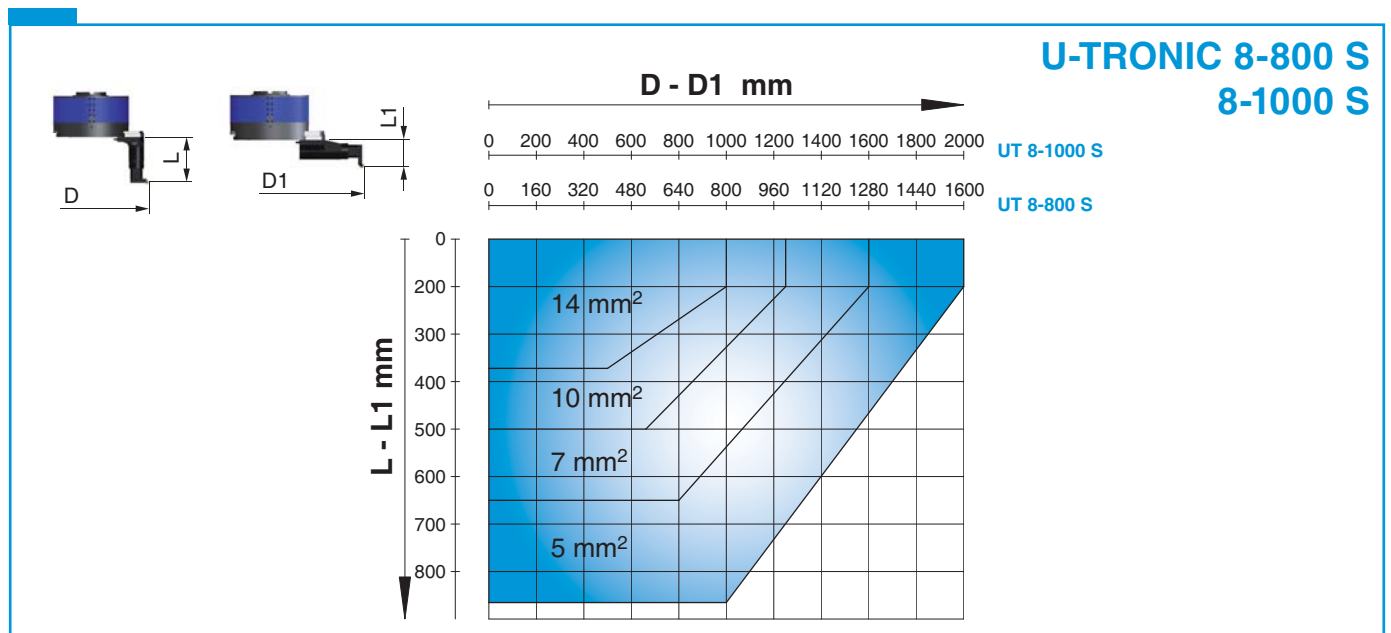 U-TRONIC 8-800 S
8-1000 S
D - D1 mm
L
D
L1
D1
0 200 400 600 800 1000 1200 1400 1600 1800 2000 UT 8-1000 S
0 160 320 480 640 800 960 1120 1280 1440 1600 UT 8-800 S
L - L1 mm
0
200
300
400
500
600
700
800
14 mm²
10 mm²
7 mm²
5 mm²